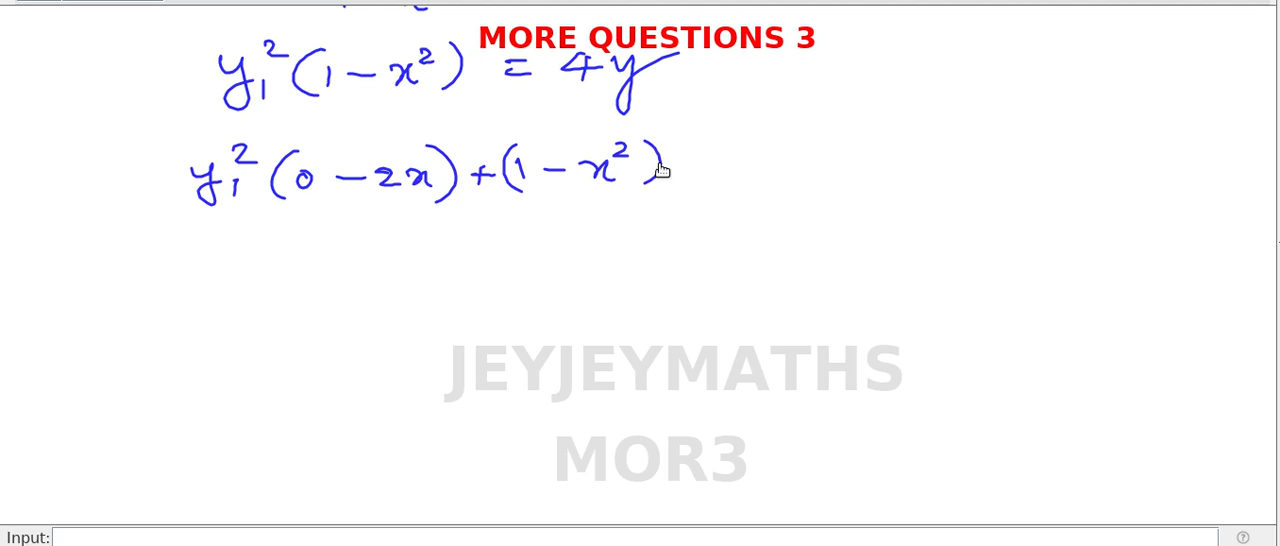 MORE QUESTIONS 3
y₁²(1 − x²) = 4y
y₁²(0 − 2x) + (1 − x²)
JEYJEYMATHS
MOR3
Input: